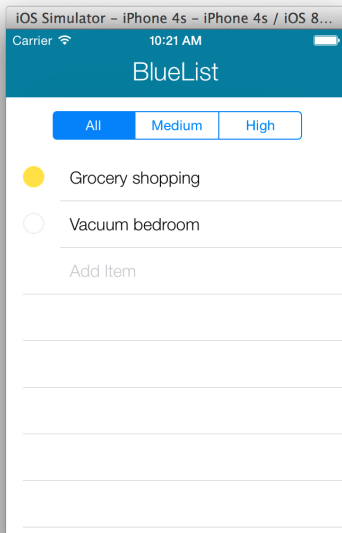 iOS Simulator – iPhone 4s – iPhone 4s / iOS 8...
Carrier 10:21 AM
BlueList
All Medium High
Grocery shopping
Vacuum bedroom
Add Item